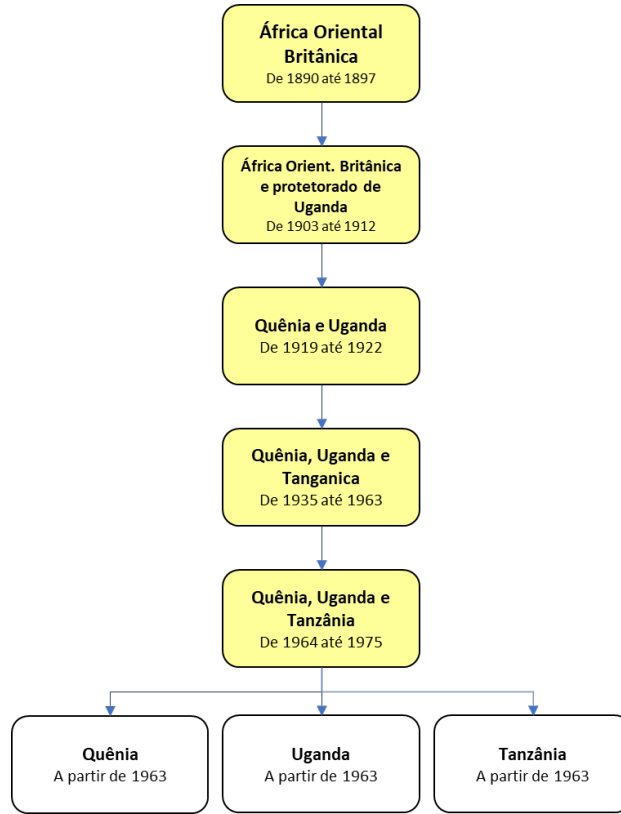 África Oriental
Britânica
De 1890 até 1897
África Orient. Britânica
e protetorado de
Uganda
De 1903 até 1912
Quênia e Uganda
De 1919 até 1922
Quênia, Uganda e
Tanganica
De 1935 até 1963
Quênia, Uganda e
Tanzânia
De 1964 até 1975
Quênia
A partir de 1963
Uganda
A partir de 1963
Tanzânia
A partir de 1963